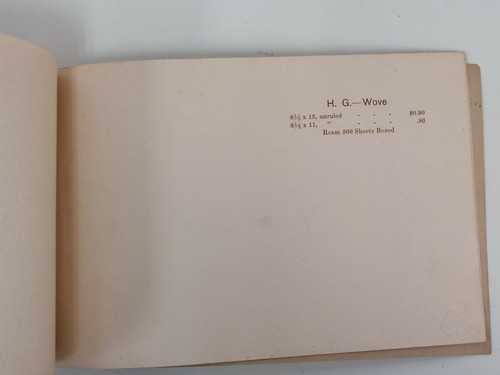 H. G.—Wove
8½ x 13, unruled - - - $0.90
8½ x 11, " - - - .80
Ream 500 Sheets Boxed